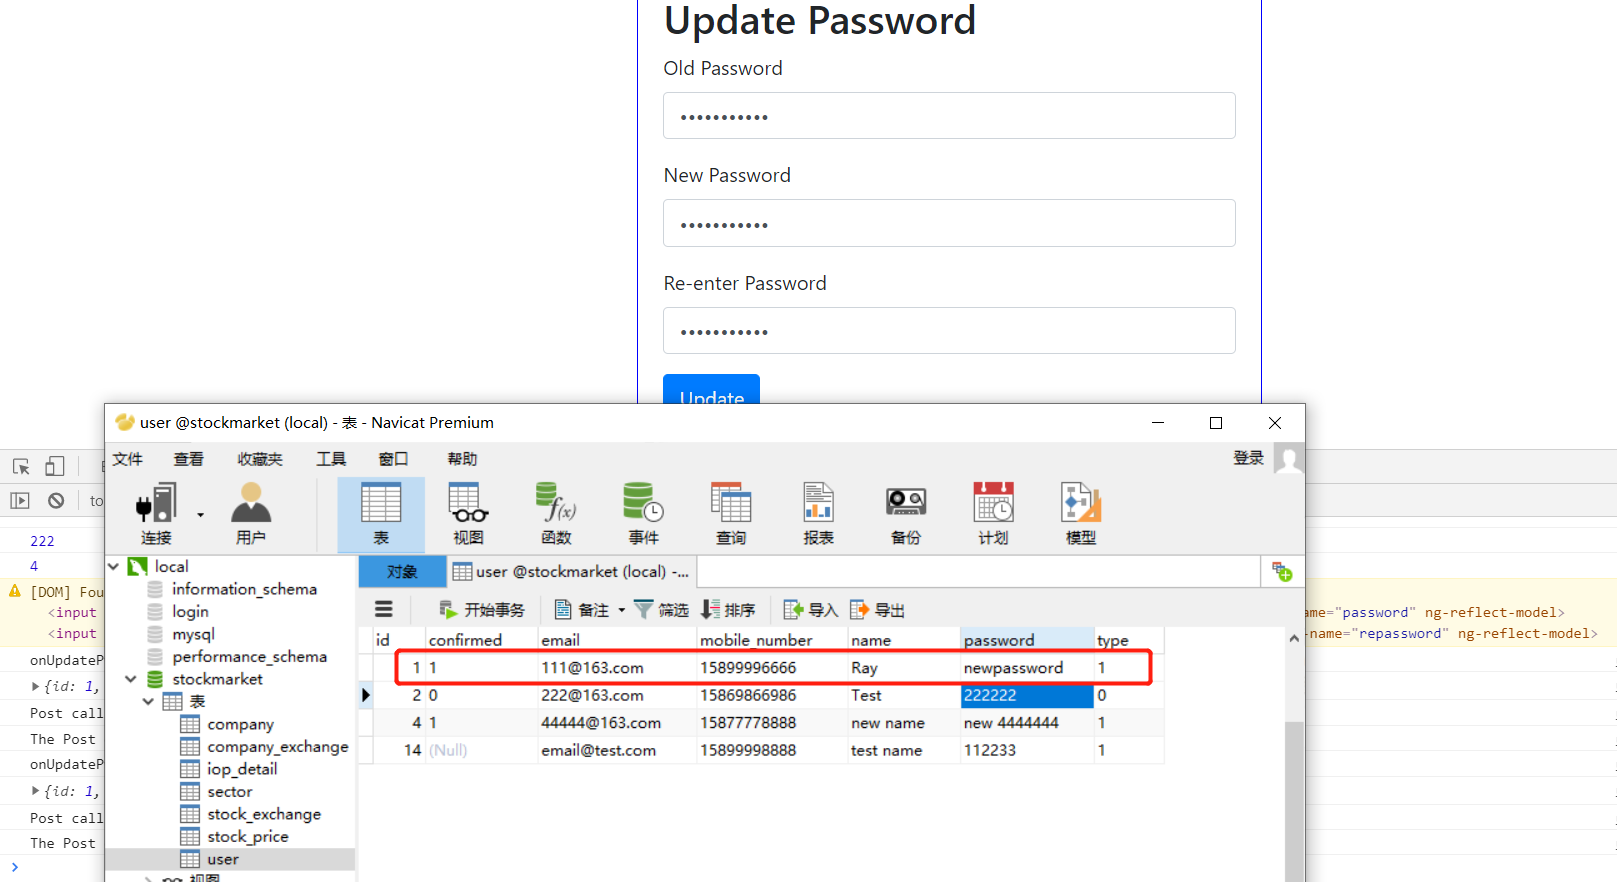 Update Password
Old Password
•••••••••••
New Password
•••••••••••
Re-enter Password
•••••••••••
Update
user @stockmarket (local) - 表 - Navicat Premium
文件 查看 收藏夹 工具 窗口 帮助 登录
连接 用户 表 视图 函数 事件 查询 报表 备份 计划 模型
对象 user @stockmarket (local) -...
开始事务 备注 筛选 排序 导入 导出
local
information_schema
login
mysql
performance_schema
stockmarket
表
company
company_exchange
iop_detail
sector
stock_exchange
stock_price
user
视图
id confirmed email mobile_number name password type
1 1 111@163.com 15899996666 Ray newpassword 1
2 0 222@163.com 15869866986 Test 222222 0
4 1 44444@163.com 15877778888 new name new 4444444 1
14 (Null) email@test.com 15899998888 test name 112233 1
to
222
4
[DOM] Fou
<input ame="password" ng-reflect-model>
<input -name="repassword" ng-reflect-model>
onUpdateP
{id: 1,
Post call
The Post
onUpdateP
{id: 1,
Post call
The Post